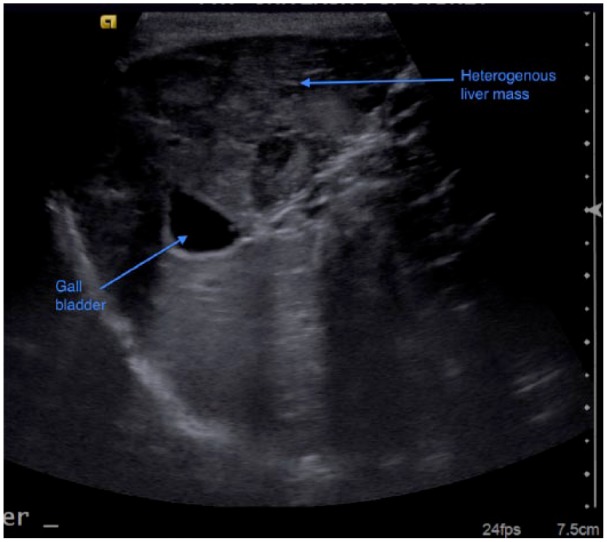 Heterogenous
liver mass
Gall
bladder
er _
24fps 7.5cm